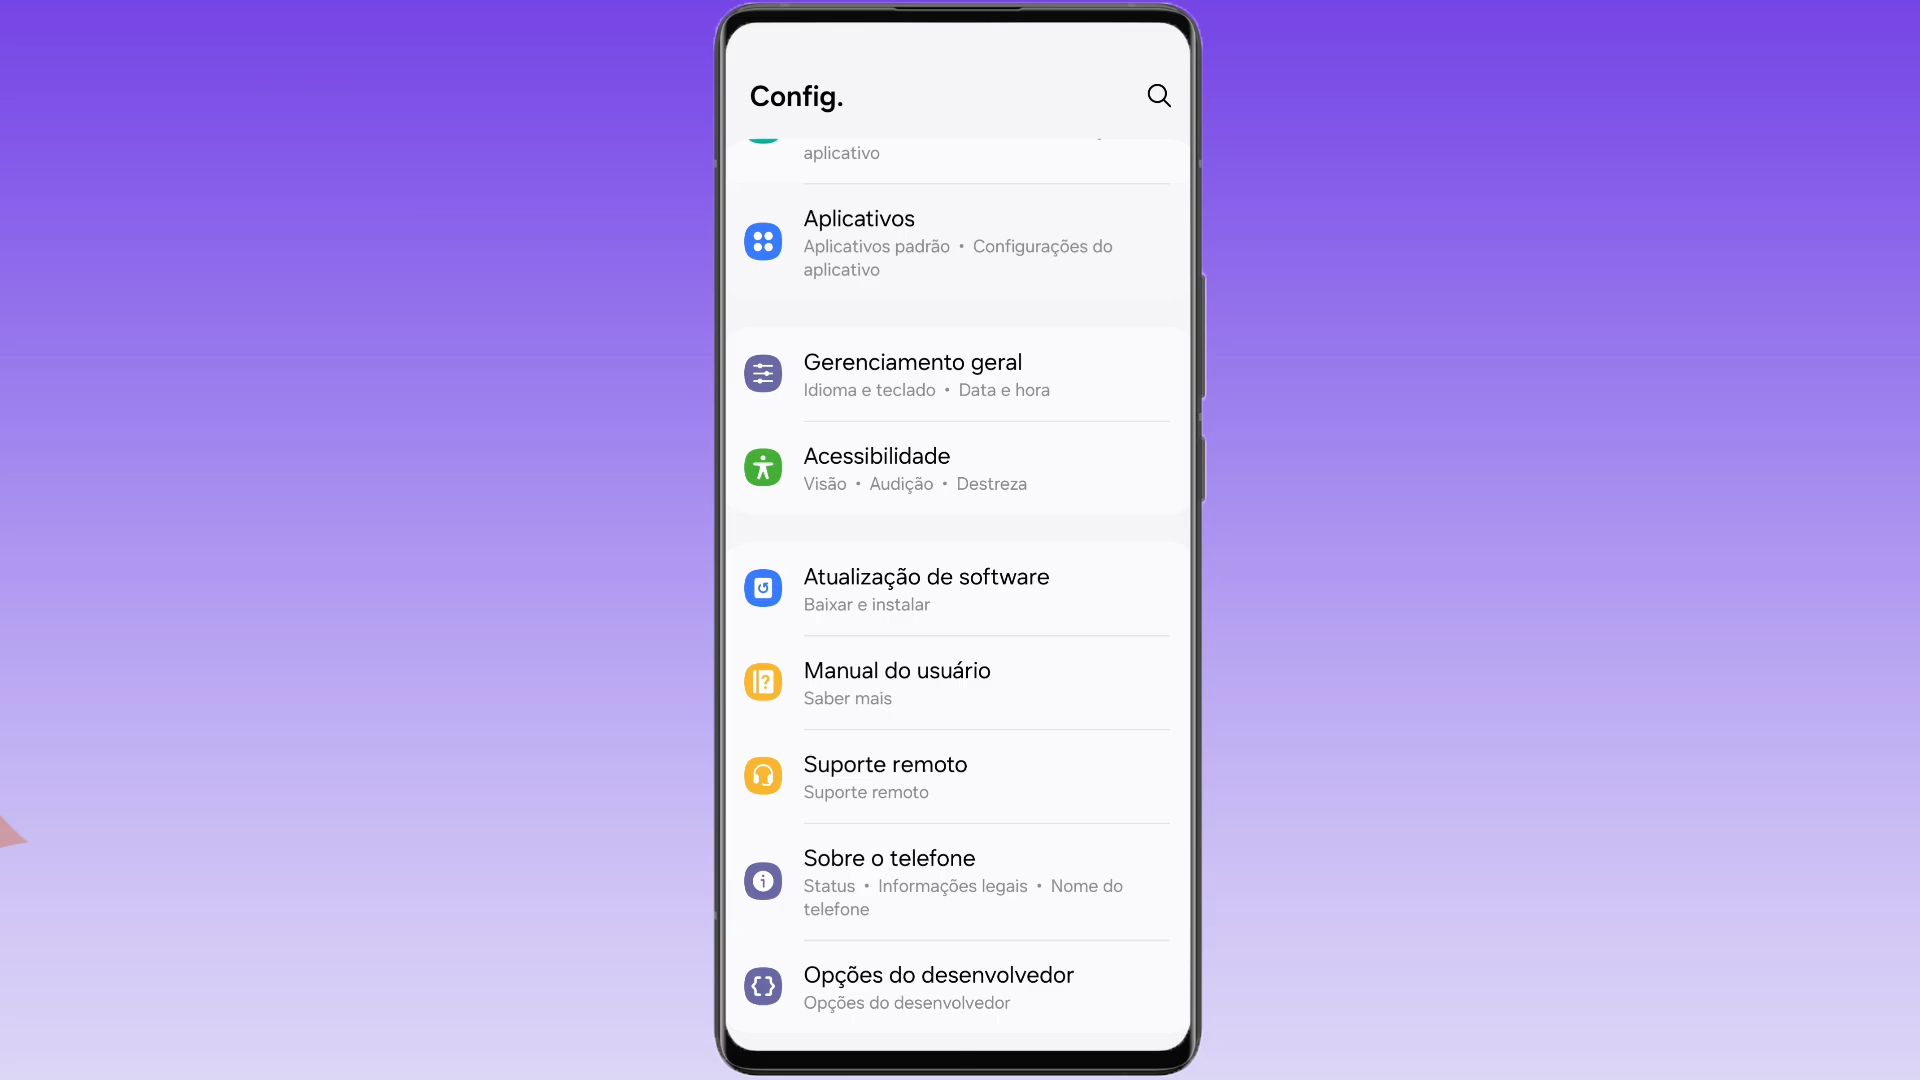 Config.
aplicativo
Aplicativos
Aplicativos padrão • Configurações do
aplicativo
Gerenciamento geral
Idioma e teclado • Data e hora
Acessibilidade
Visão • Audição • Destreza
Atualização de software
Baixar e instalar
Manual do usuário
Saber mais
Suporte remoto
Suporte remoto
Sobre o telefone
Status • Informações legais • Nome do
telefone
Opções do desenvolvedor
Opções do desenvolvedor